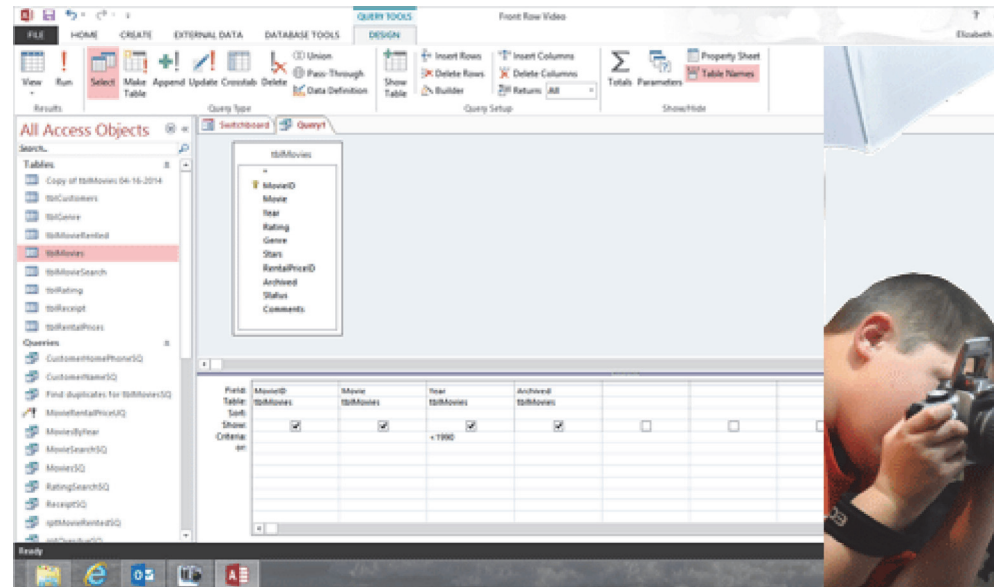 QUERY TOOLS
Front Row Video
?
FILE HOME CREATE EXTERNAL DATA DATABASE TOOLS DESIGN
Elizabeth
View Run Select Make Table Append Update Crosstab Delete
Union
Pass-Through
Data Definition
Show Table
Insert Rows
Delete Rows
Builder
Insert Columns
Delete Columns
Return: All
Totals Parameters
Property Sheet
Table Names
Results Query Type Query Setup Show/Hide
All Access Objects
Search...
Switchboard Query1
Tables
Copy of tblMovies 04-16-2014
tblCustomers
tblGenre
tblMovieRented
tblMovies
tblMovieSearch
tblRating
tblReceipt
tblRentalPrices
Queries
CustomerHomePhoneSQ
CustomerNameSQ
Find duplicates for tblMoviesSQ
MovieRentalPriceUQ
MoviesByYear
MovieSearchSQ
MoviesSQ
RatingSearchSQ
ReceiptSQ
rptMovieRentedSQ
tblMovies
*
MovieID
Movie
Year
Rating
Genre
Stars
RentalPriceID
Archived
Status
Comments
Field: MovieID Movie Year Archived
Table: tblMovies tblMovies tblMovies tblMovies
Sort:
Show:
Criteria: <1990
or:
Ready